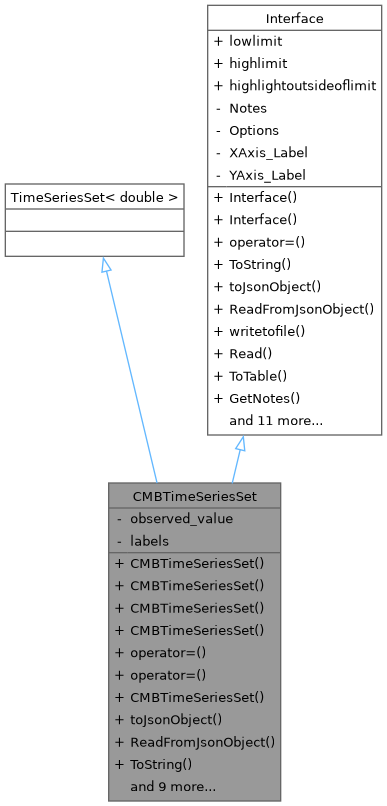 Interface
+ lowlimit
+ highlimit
+ highlightoutsideoflimit
- Notes
- Options
- XAxis_Label
- YAxis_Label
+ Interface()
+ Interface()
+ operator=()
+ ToString()
+ toJsonObject()
+ ReadFromJsonObject()
+ writetofile()
+ Read()
+ ToTable()
+ GetNotes()
and 11 more...
TimeSeriesSet< double >
CMBTimeSeriesSet
- observed_value
- labels
+ CMBTimeSeriesSet()
+ CMBTimeSeriesSet()
+ CMBTimeSeriesSet()
+ CMBTimeSeriesSet()
+ operator=()
+ operator=()
+ CMBTimeSeriesSet()
+ toJsonObject()
+ ReadFromJsonObject()
+ ToString()
and 9 more...